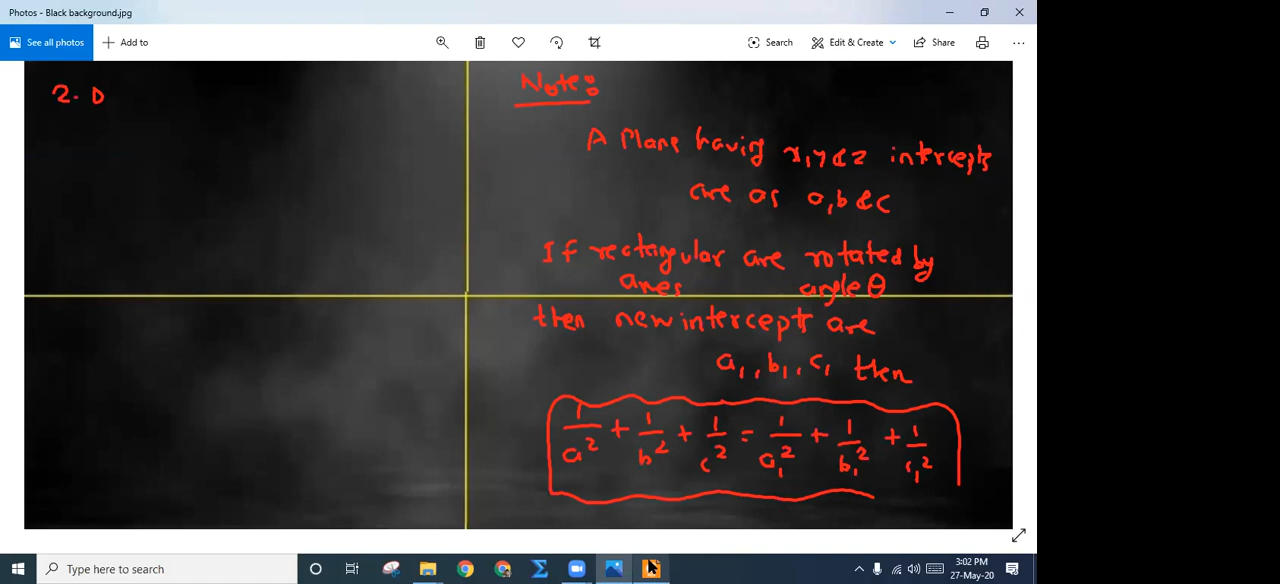 Photos - Black background.jpg
See all photos
Add to
Search
Edit & Create
Share
2. D
Note:
A Plane having x, y & z intercepts
are as a, b & c
If rectangular are rotated by
axes angle θ
then new intercepts are
a₁, b₁, c₁ then
1/a² + 1/b² + 1/c² = 1/a₁² + 1/b₁² + 1/c₁²
Type here to search
3:02 PM
27-May-20